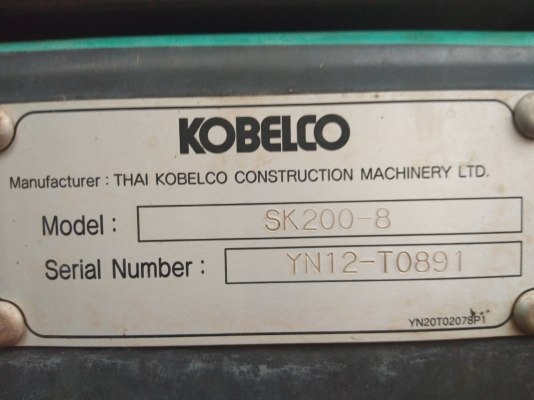 KOBELCO
Manufacturer : THAI KOBELCO CONSTRUCTION MACHINERY LTD.
Model : SK200-8
Serial Number : YN12-T0891
YN20T02078P1